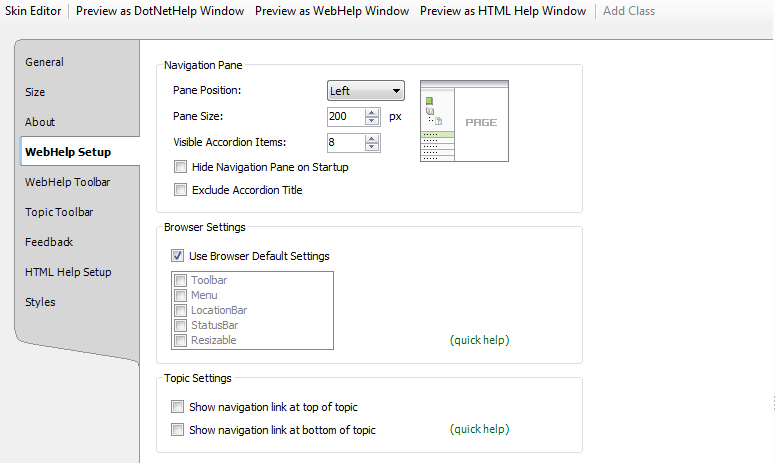 Skin Editor Preview as DotNetHelp Window Preview as WebHelp Window Preview as HTML Help Window Add Class
General
Size
About
WebHelp Setup
WebHelp Toolbar
Topic Toolbar
Feedback
HTML Help Setup
Styles
Navigation Pane
Pane Position: Left
Pane Size: 200 px
Visible Accordion Items: 8
PAGE
Hide Navigation Pane on Startup
Exclude Accordion Title
Browser Settings
Use Browser Default Settings
Toolbar
Menu
LocationBar
StatusBar
Resizable
(quick help)
Topic Settings
Show navigation link at top of topic
Show navigation link at bottom of topic (quick help)